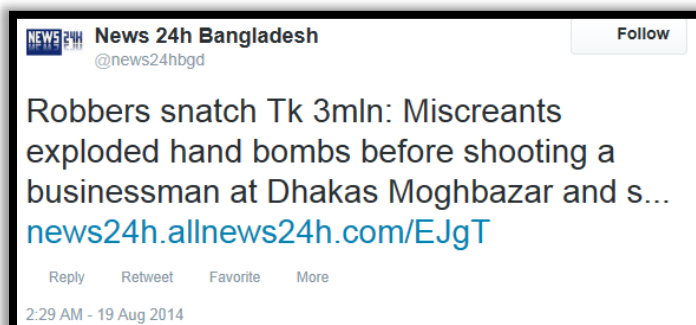 NEWS 24H News 24h Bangladesh Follow
@news24hbgd
Robbers snatch Tk 3mln: Miscreants
exploded hand bombs before shooting a
businessman at Dhakas Moghbazar and s...
news24h.allnews24h.com/EJgT
Reply Retweet Favorite More
2:29 AM - 19 Aug 2014